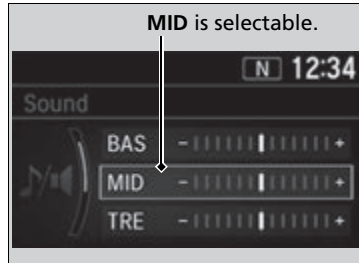 MID is selectable.
N 12:34
Sound
BAS - +
MID - +
TRE - +